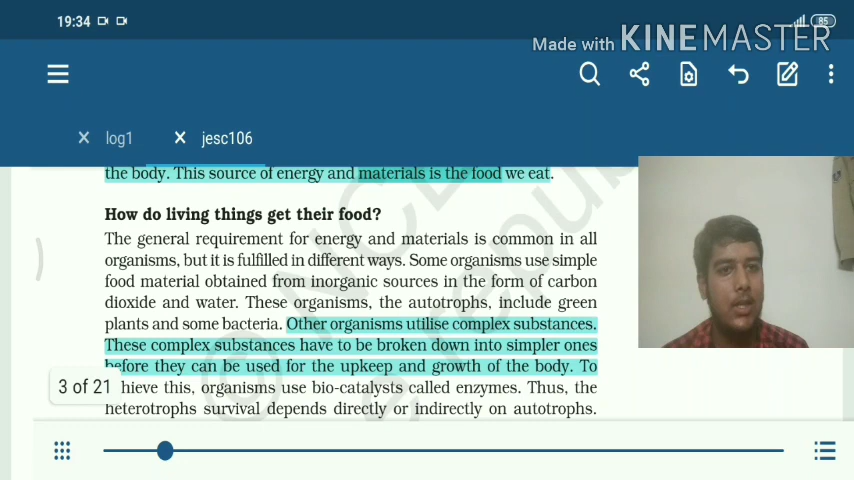 19:34
85
Made with KINEMASTER
log1
jesc106
the body. This source of energy and materials is the food we eat.
How do living things get their food?
The general requirement for energy and materials is common in all
organisms, but it is fulfilled in different ways. Some organisms use simple
food material obtained from inorganic sources in the form of carbon
dioxide and water. These organisms, the autotrophs, include green
plants and some bacteria. Other organisms utilise complex substances.
These complex substances have to be broken down into simpler ones
before they can be used for the upkeep and growth of the body. To
hieve this, organisms use bio-catalysts called enzymes. Thus, the
heterotrophs survival depends directly or indirectly on autotrophs.
3 of 21